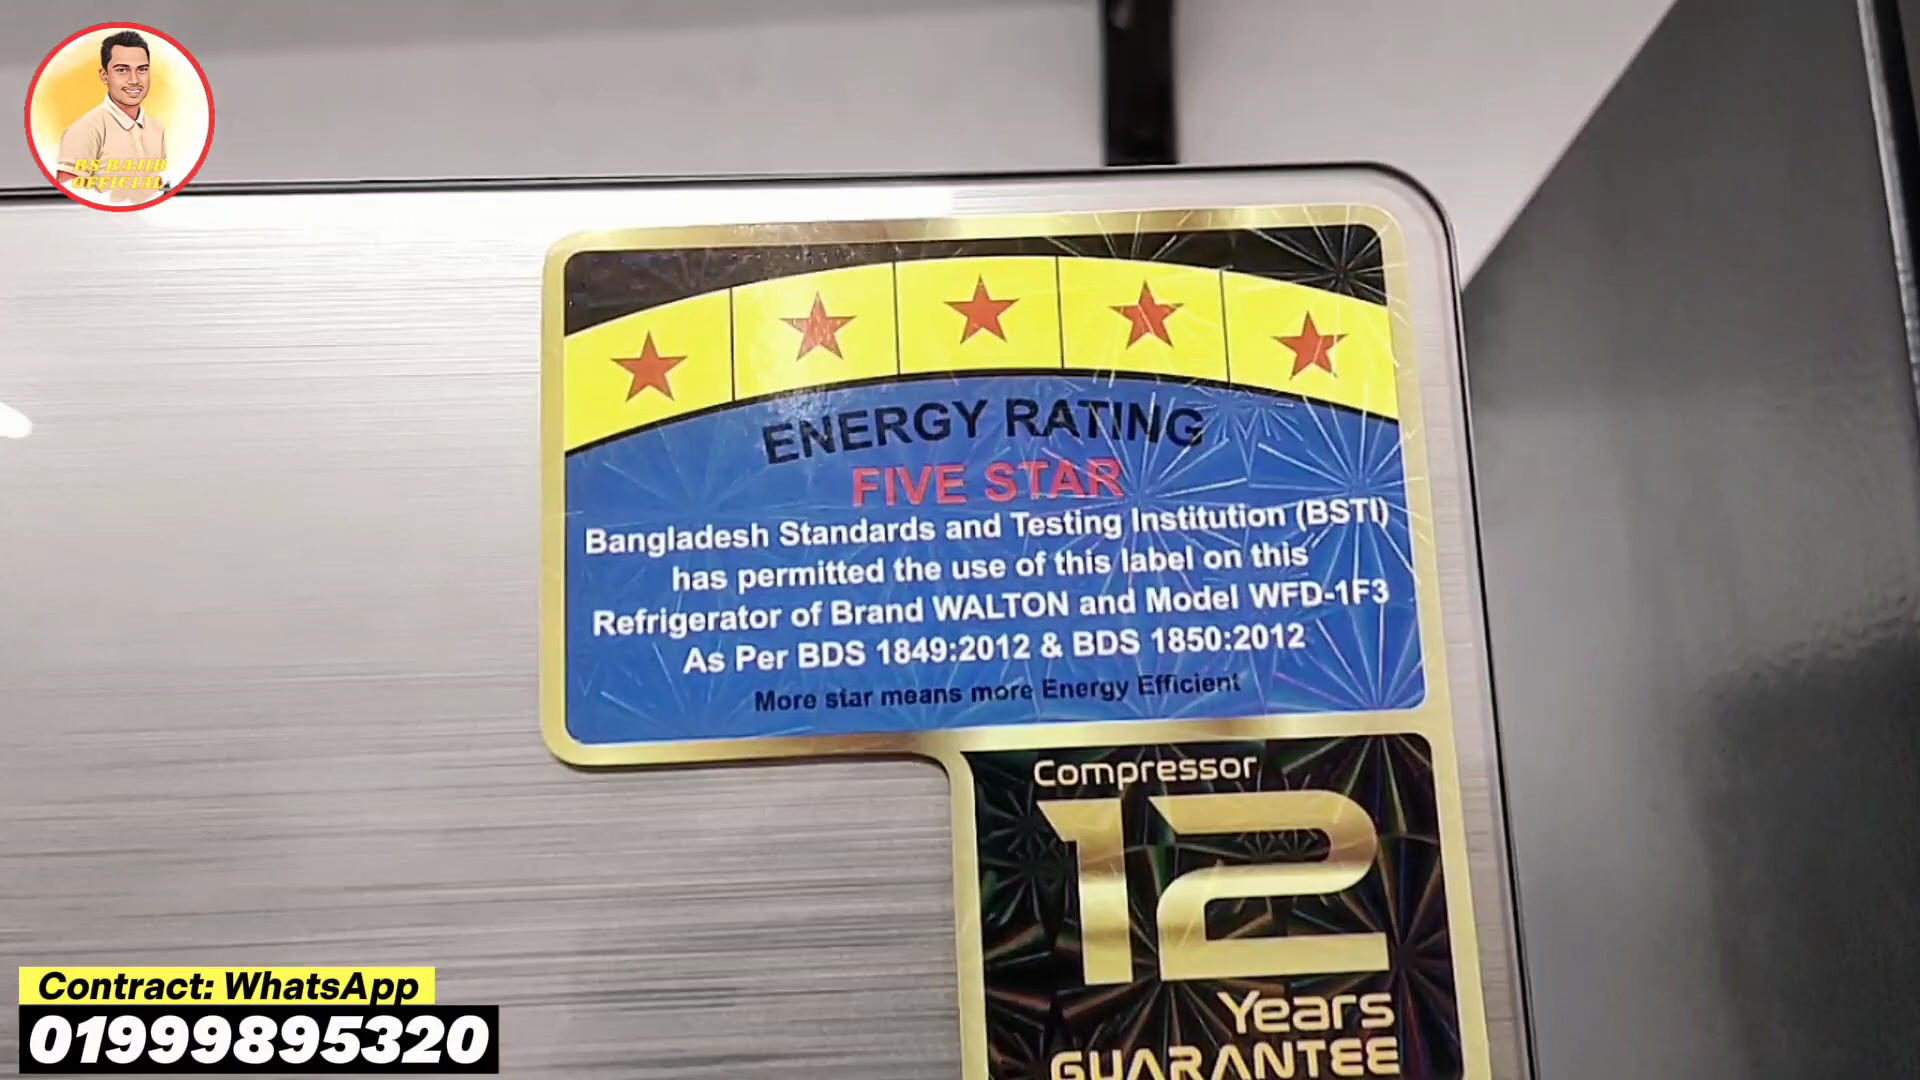 RS RAJIB
OFFICIAL
ENERGY RATING
FIVE STAR
Bangladesh Standards and Testing Institution (BSTI)
has permitted the use of this label on this
Refrigerator of Brand WALTON and Model WFD-1F3
As Per BDS 1849:2012 & BDS 1850:2012
More star means more Energy Efficient
Compressor
12
Years
GUARANTEE
Contract: WhatsApp
01999895320